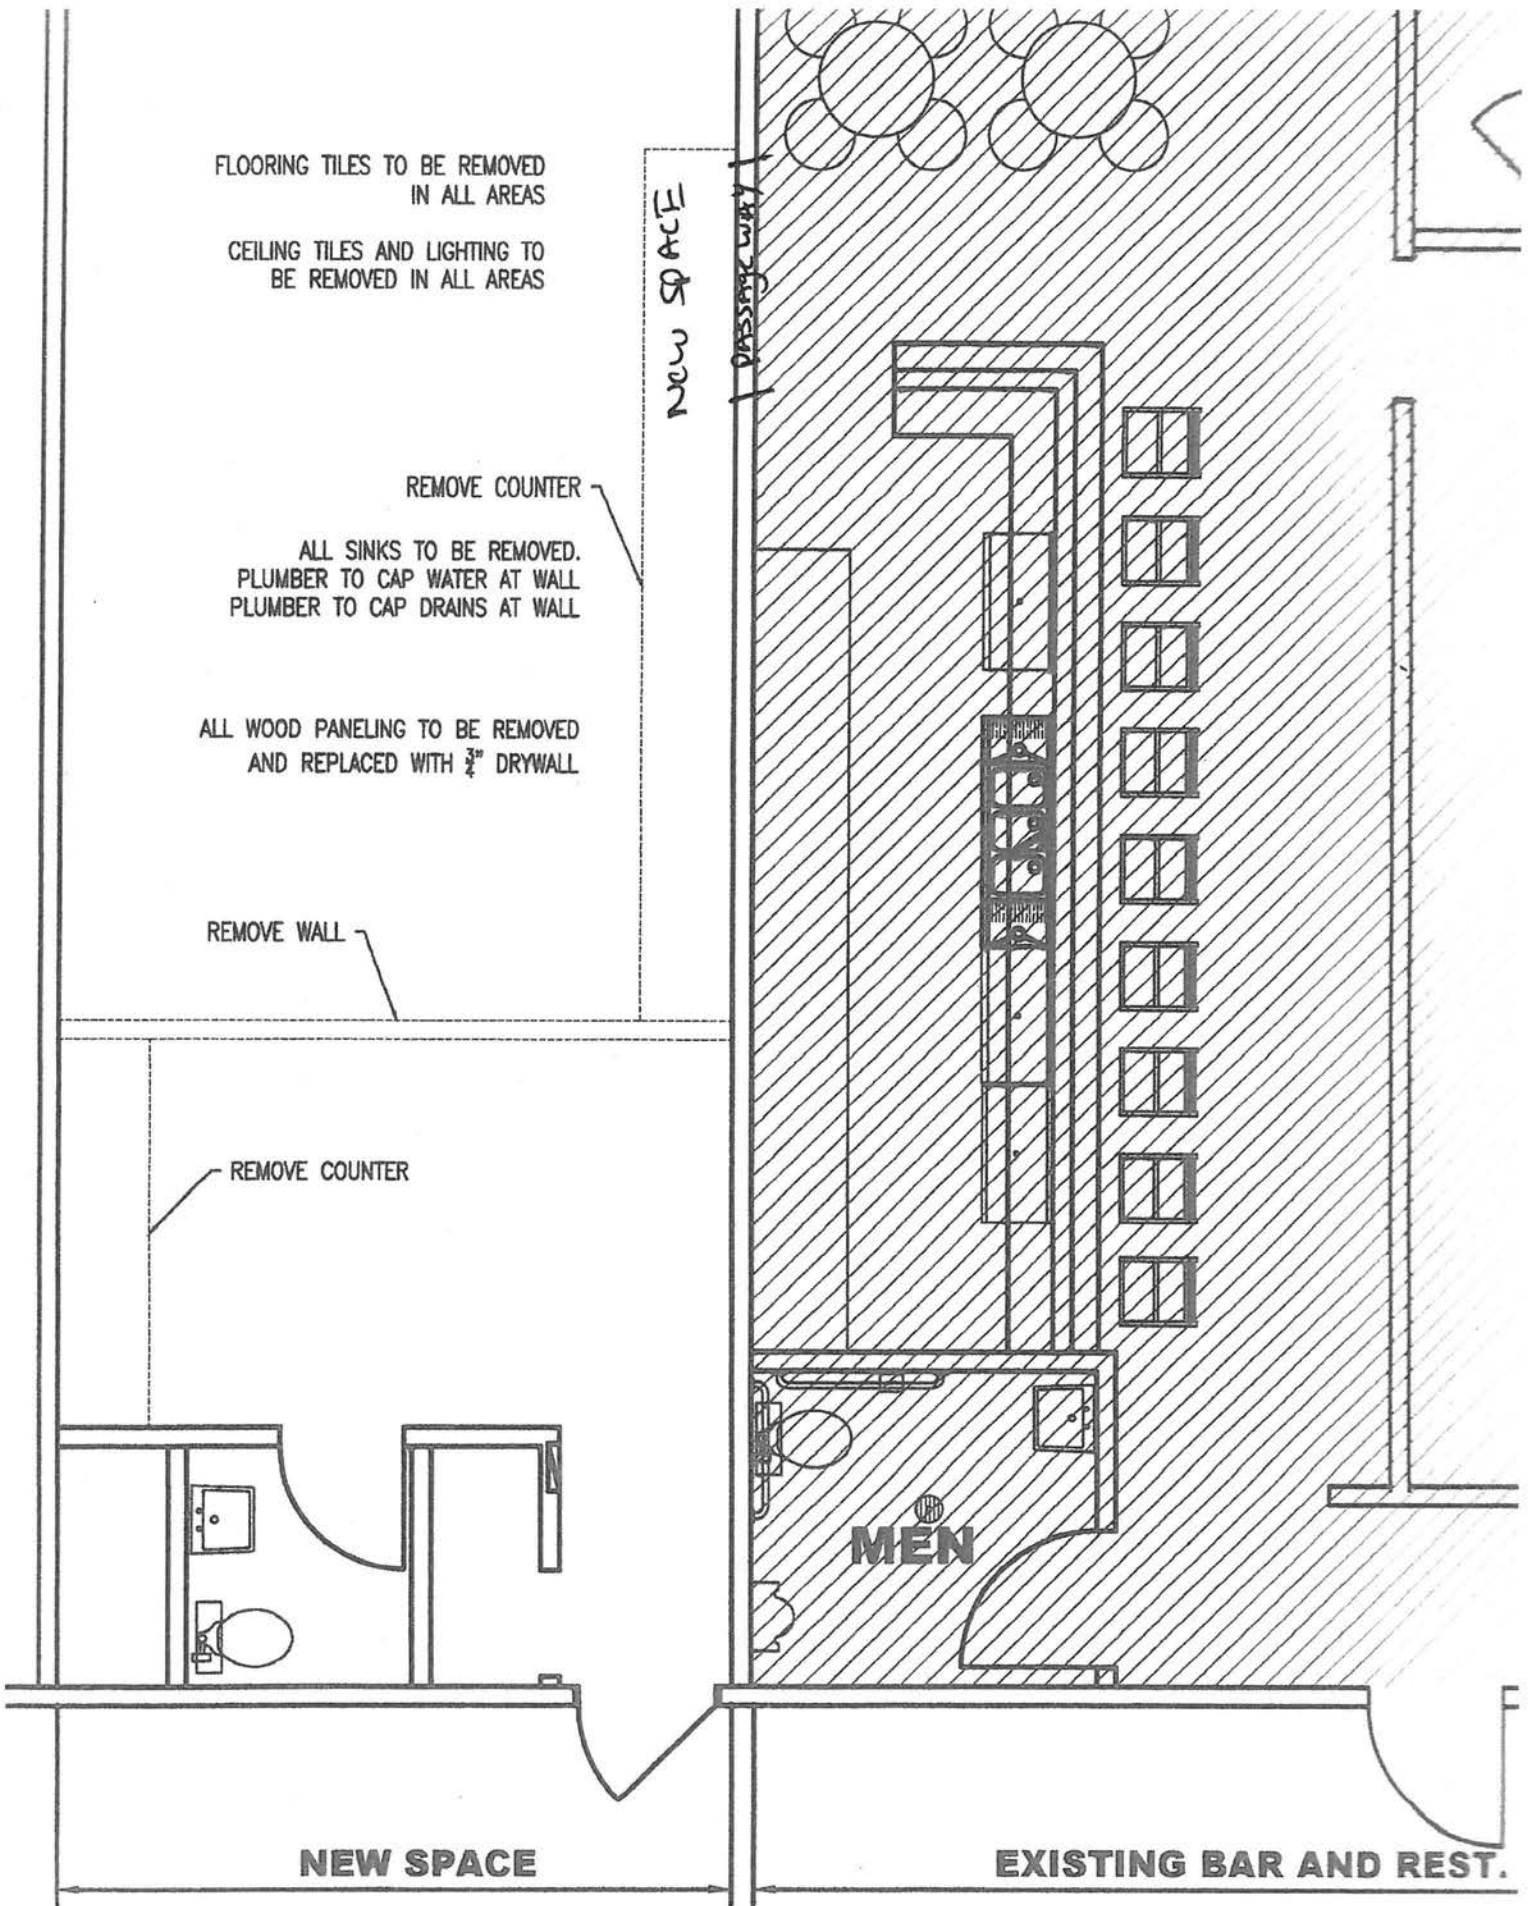 FLOORING TILES TO BE REMOVED
IN ALL AREAS
CEILING TILES AND LIGHTING TO
BE REMOVED IN ALL AREAS
NEW SPACE
PASSAGE WAY
REMOVE COUNTER
ALL SINKS TO BE REMOVED.
PLUMBER TO CAP WATER AT WALL
PLUMBER TO CAP DRAINS AT WALL
ALL WOOD PANELING TO BE REMOVED
AND REPLACED WITH ¾" DRYWALL
REMOVE WALL
REMOVE COUNTER
MEN
NEW SPACE
EXISTING BAR AND REST.